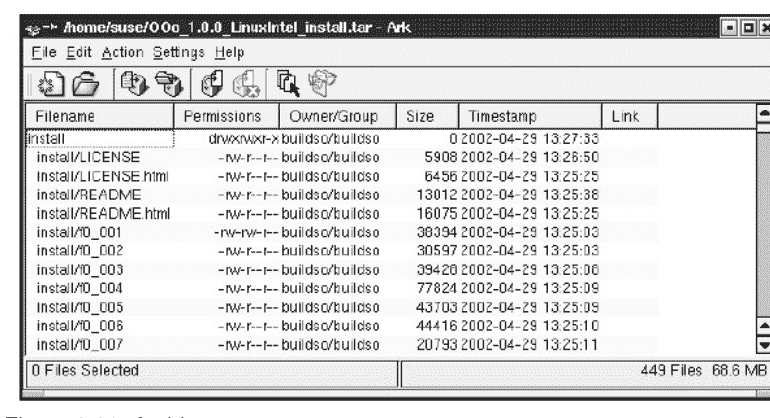 /home/suse/OOo_1.0.0_LinuxIntel_install.tar - Ark
File Edit Action Settings Help
Filename Permissions Owner/Group Size Timestamp Link
install drwxrwxr-x buildso/buildso 0 2002-04-29 13:27:33
install/LICENSE -rw-r--r-- buildso/buildso 5908 2002-04-29 13:26:50
install/LICENSE.html -rw-r--r-- buildso/buildso 6456 2002-04-29 13:25:25
install/README -rw-r--r-- buildso/buildso 13012 2002-04-29 13:25:38
install/README.html -rw-r--r-- buildso/buildso 16075 2002-04-29 13:25:25
install/f0_001 -rw-rw-r-- buildso/buildso 38394 2002-04-29 13:25:03
install/f0_002 -rw-r--r-- buildso/buildso 30597 2002-04-29 13:25:03
install/f0_003 -rw-r--r-- buildso/buildso 39428 2002-04-29 13:25:08
install/f0_004 -rw-r--r-- buildso/buildso 77824 2002-04-29 13:25:09
install/f0_005 -rw-r--r-- buildso/buildso 43703 2002-04-29 13:25:09
install/f0_006 -rw-r--r-- buildso/buildso 44416 2002-04-29 13:25:10
install/f0_007 -rw-r--r-- buildso/buildso 20793 2002-04-29 13:25:11
0 Files Selected 449 Files 68.6 MB